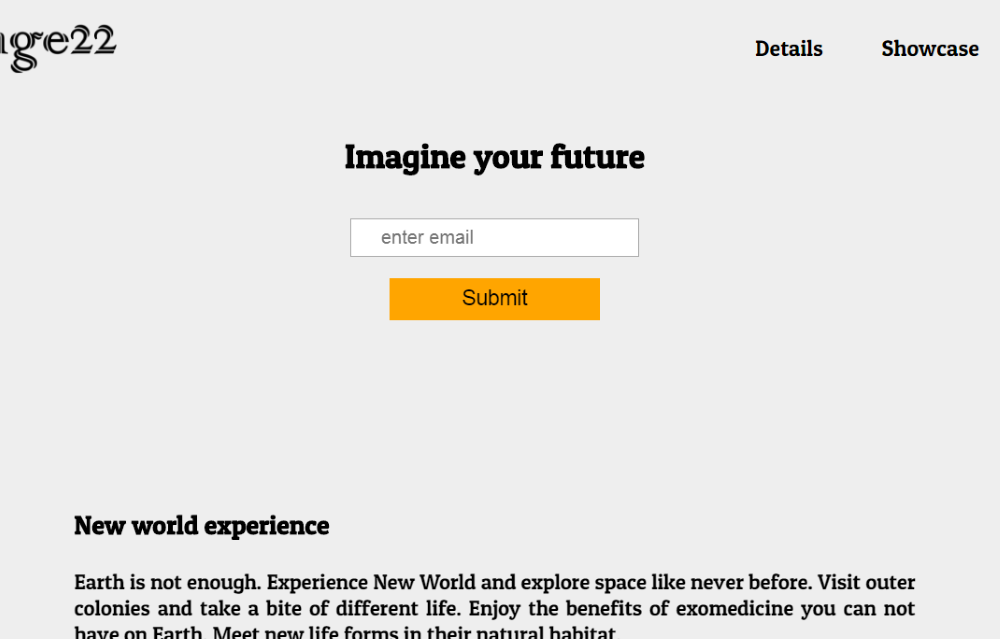 Details Showcase
Imagine your future
enter email
Submit
New world experience
Earth is not enough. Experience New World and explore space like never before. Visit outer
colonies and take a bite of different life. Enjoy the benefits of exomedicine you can not
have on Earth. Meet new life forms in their natural habitat.